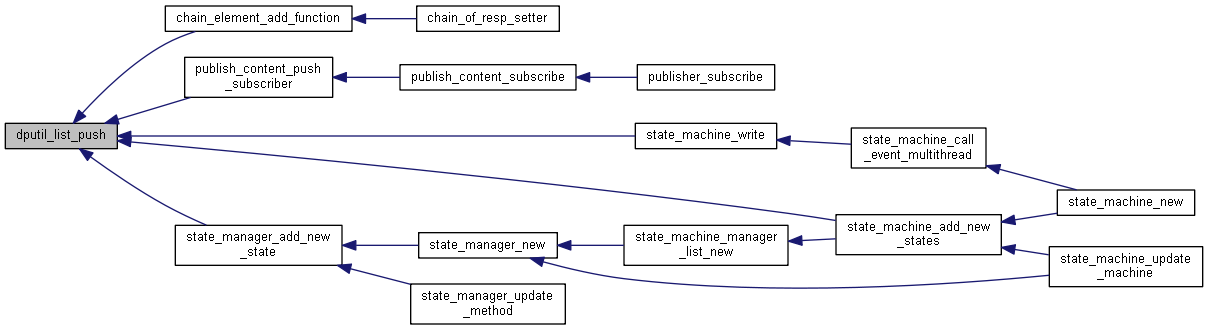 chain_element_add_function
chain_of_resp_setter
publish_content_push
_subscriber
publish_content_subscribe
publisher_subscribe
dputil_list_push
state_machine_write
state_machine_call
_event_multithread
state_machine_new
state_manager_add_new
_state
state_manager_new
state_machine_manager
_list_new
state_machine_add_new
_states
state_machine_update
_machine
state_manager_update
_method